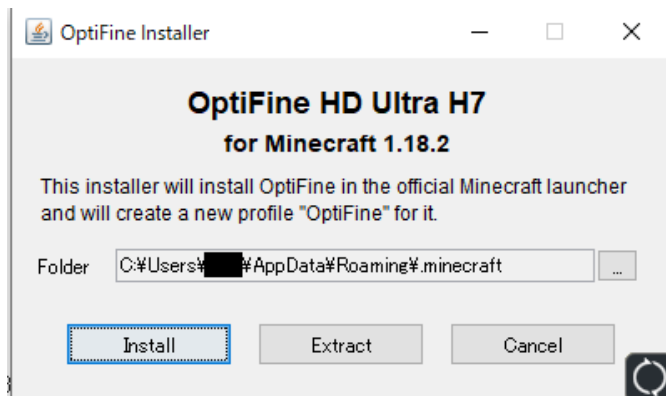 OptiFine Installer
OptiFine HD Ultra H7
for Minecraft 1.18.2
This installer will install OptiFine in the official Minecraft launcher
and will create a new profile "OptiFine" for it.
Folder C:¥Users¥ ¥AppData¥Roaming¥.minecraft ...
Install Extract Cancel